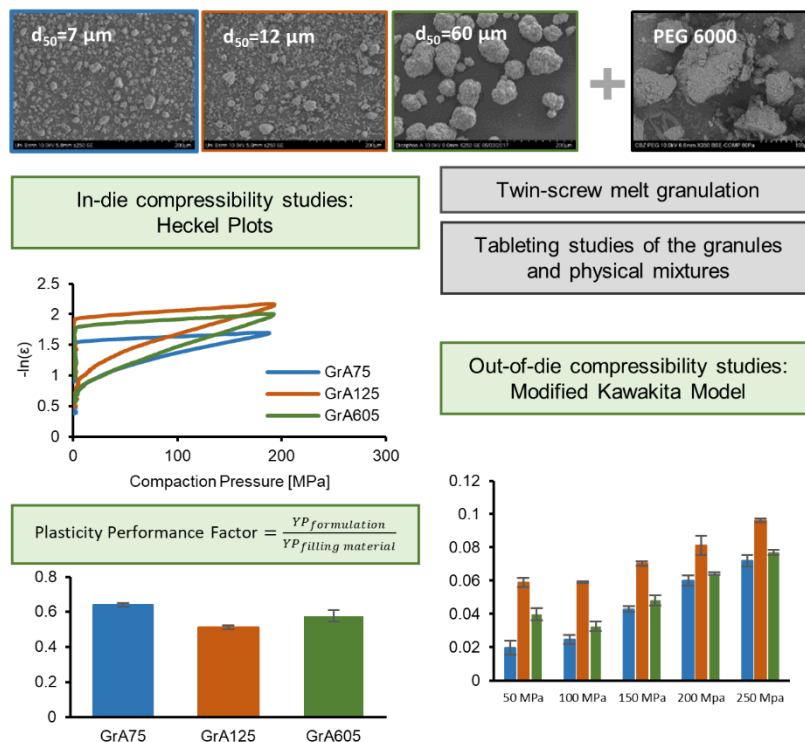 d50=7 µm
d50=12 µm
d50=60 µm
PEG 6000
200µm
200µm
200µm
+
In-die compressibility studies:
Heckel Plots
Twin-screw melt granulation
Tableting studies of the granules
and physical mixtures
2.5
2
1.5
1
0.5
0
-ln(ε)
GrA75
GrA125
GrA605
0
100
200
300
Compaction Pressure [MPa]
Out-of-die compressibility studies:
Modified Kawakita Model
Plasticity Performance Factor = YPformulation / YPfilling material
0.8
0.6
0.4
0.2
0
GrA75
GrA125
GrA605
0.12
0.1
0.08
0.06
0.04
0.02
0
50 MPa
100 MPa
150 MPa
200 Mpa
250 Mpa